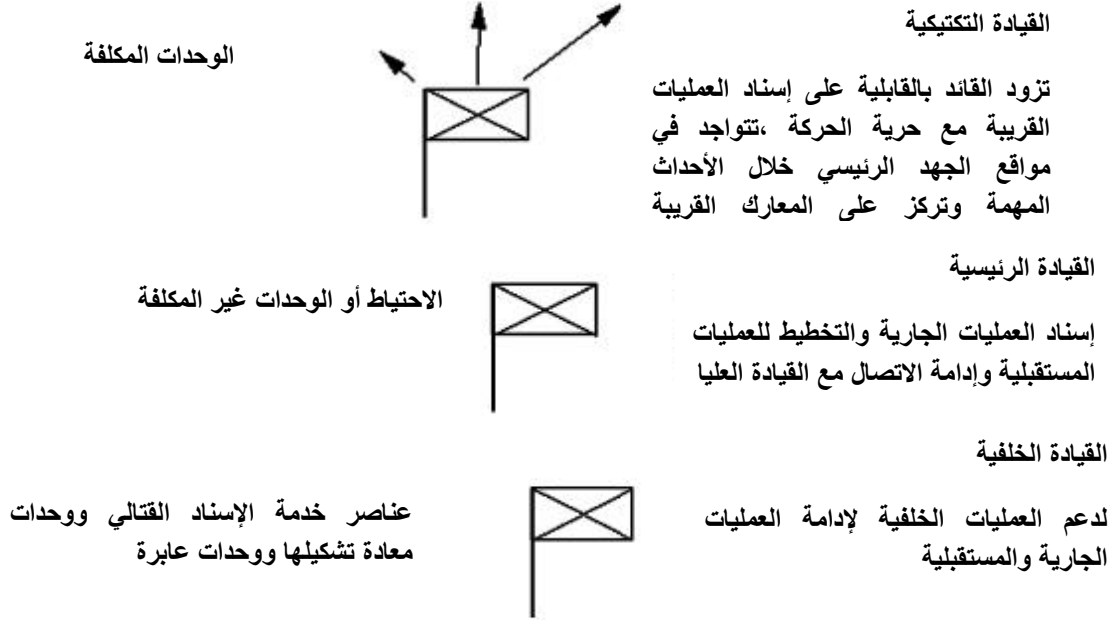 القيادة التكتيكية
الوحدات المكلفة
تزود القائد بالقابلية على إسناد العمليات
القريبة مع حرية الحركة ،تتواجد في
مواقع الجهد الرئيسي خلال الأحداث
المهمة وتركز على المعارك القريبة
القيادة الرئيسية
الاحتياط أو الوحدات غير المكلفة
إسناد العمليات الجارية والتخطيط للعمليات
المستقبلية وإدامة الاتصال مع القيادة العليا
القيادة الخلفية
لدعم العمليات الخلفية لإدامة العمليات
الجارية والمستقبلية
عناصر خدمة الإسناد القتالي ووحدات
معادة تشكيلها ووحدات عابرة